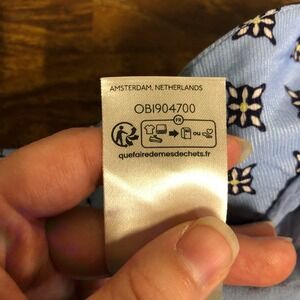 AMSTERDAM, NETHERLANDS
OBI904700
FR
OU
quefairedemesdechets.fr